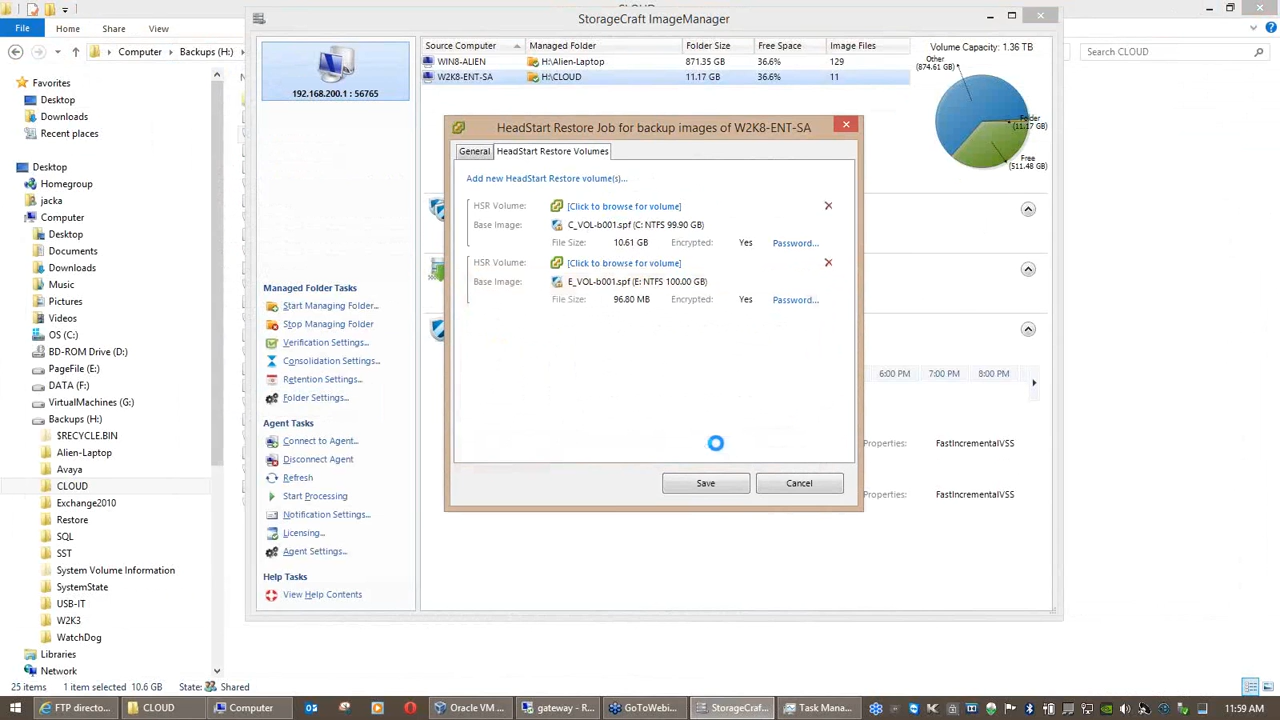 CLOUD
File
Home
Share
View
Computer
Backups (H:)
Search CLOUD
Favorites
Desktop
Downloads
Recent places
Desktop
Homegroup
jacka
Computer
Desktop
Documents
Downloads
Music
Pictures
Videos
OS (C:)
BD-ROM Drive (D:)
PageFile (E:)
DATA (F:)
VirtualMachines (G:)
Backups (H:)
$RECYCLE.BIN
Alien-Laptop
Avaya
CLOUD
Exchange2010
Restore
SQL
SST
System Volume Information
SystemState
USB-IT
W2K3
WatchDog
Libraries
Network
25 items 1 item selected 10.6 GB State: Shared
StorageCraft ImageManager
192.168.200.1 : 56765
Managed Folder Tasks
Start Managing Folder...
Stop Managing Folder
Verification Settings...
Consolidation Settings...
Retention Settings...
Folder Settings...
Agent Tasks
Connect to Agent...
Disconnect Agent
Refresh
Start Processing
Notification Settings...
Licensing...
Agent Settings...
Help Tasks
View Help Contents
Source Computer Managed Folder Folder Size Free Space Image Files
WIN8-ALIEN H:\Alien-Laptop 871.35 GB 36.6% 129
W2K8-ENT-SA H:\CLOUD 11.17 GB 36.6% 11
Volume Capacity: 1.36 TB
Other
(874.61 GB)
Folder
(11.17 GB)
Free
(511.48 GB)
HeadStart Restore Job for backup images of W2K8-ENT-SA
General
HeadStart Restore Volumes
Add new HeadStart Restore volume(s)...
HSR Volume: [Click to browse for volume]
Base Image: C_VOL-b001.spf (C: NTFS 99.90 GB)
File Size: 10.61 GB Encrypted: Yes Password...
HSR Volume: [Click to browse for volume]
Base Image: E_VOL-b001.spf (E: NTFS 100.00 GB)
File Size: 96.80 MB Encrypted: Yes Password...
Save
Cancel
6:00 PM 7:00 PM 8:00 PM
Properties: FastIncrementalVSS
Properties: FastIncrementalVSS
FTP directo...
CLOUD
Computer
Oracle VM ...
gateway - R...
GoToWebi...
StorageCraf...
Task Mana...
11:59 AM